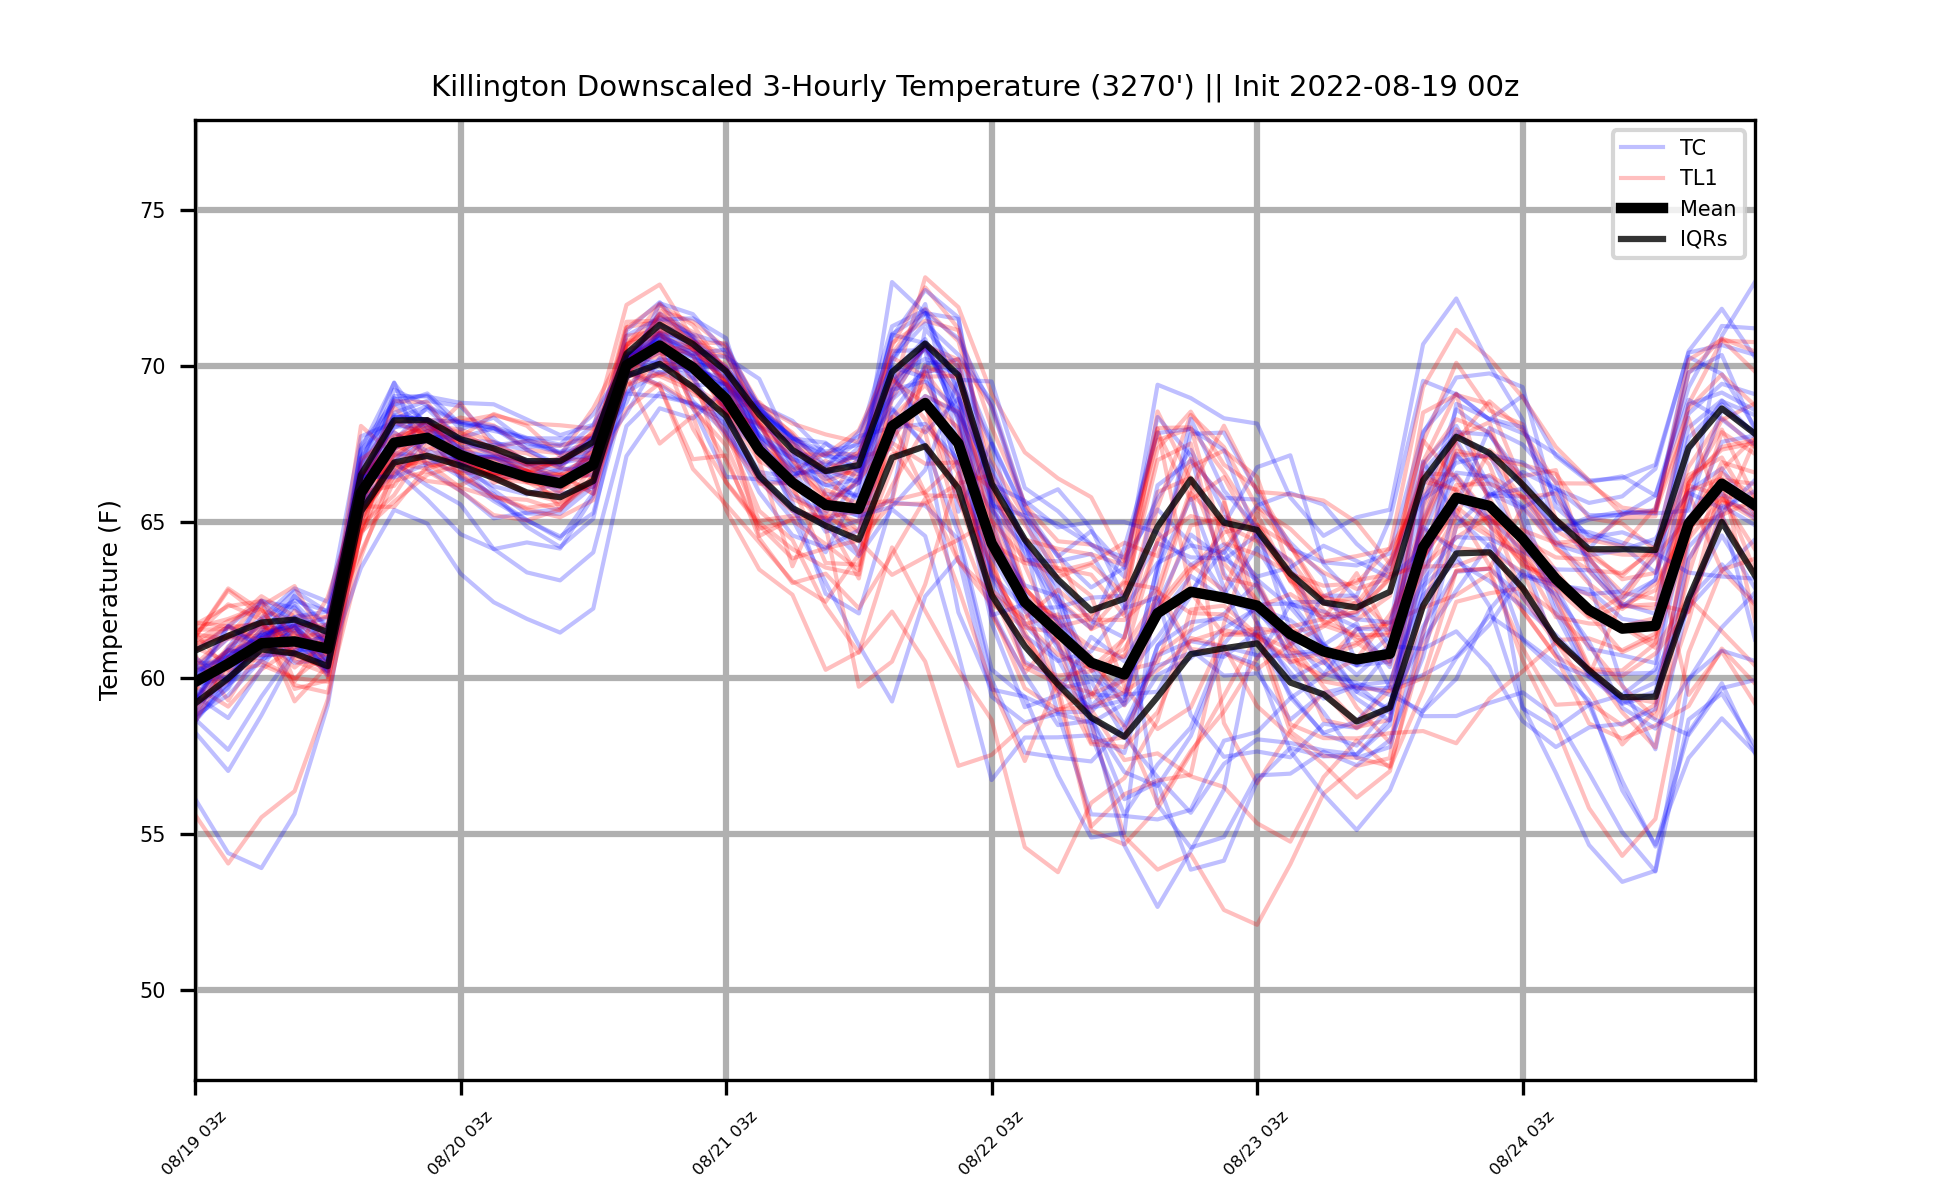 Killington Downscaled 3-Hourly Temperature (3270') || Init 2022-08-19 00z
TC
TL1
Mean
IQRs
Temperature (F)
75
70
65
60
55
50
08/19 03z
08/20 03z
08/21 03z
08/22 03z
08/23 03z
08/24 03z